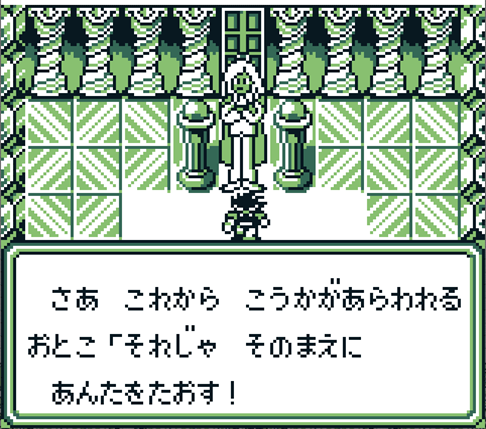 さあ　これから　こうかがあらわれる
おとこ「それじゃ　そのまえに
あんたをたおす！